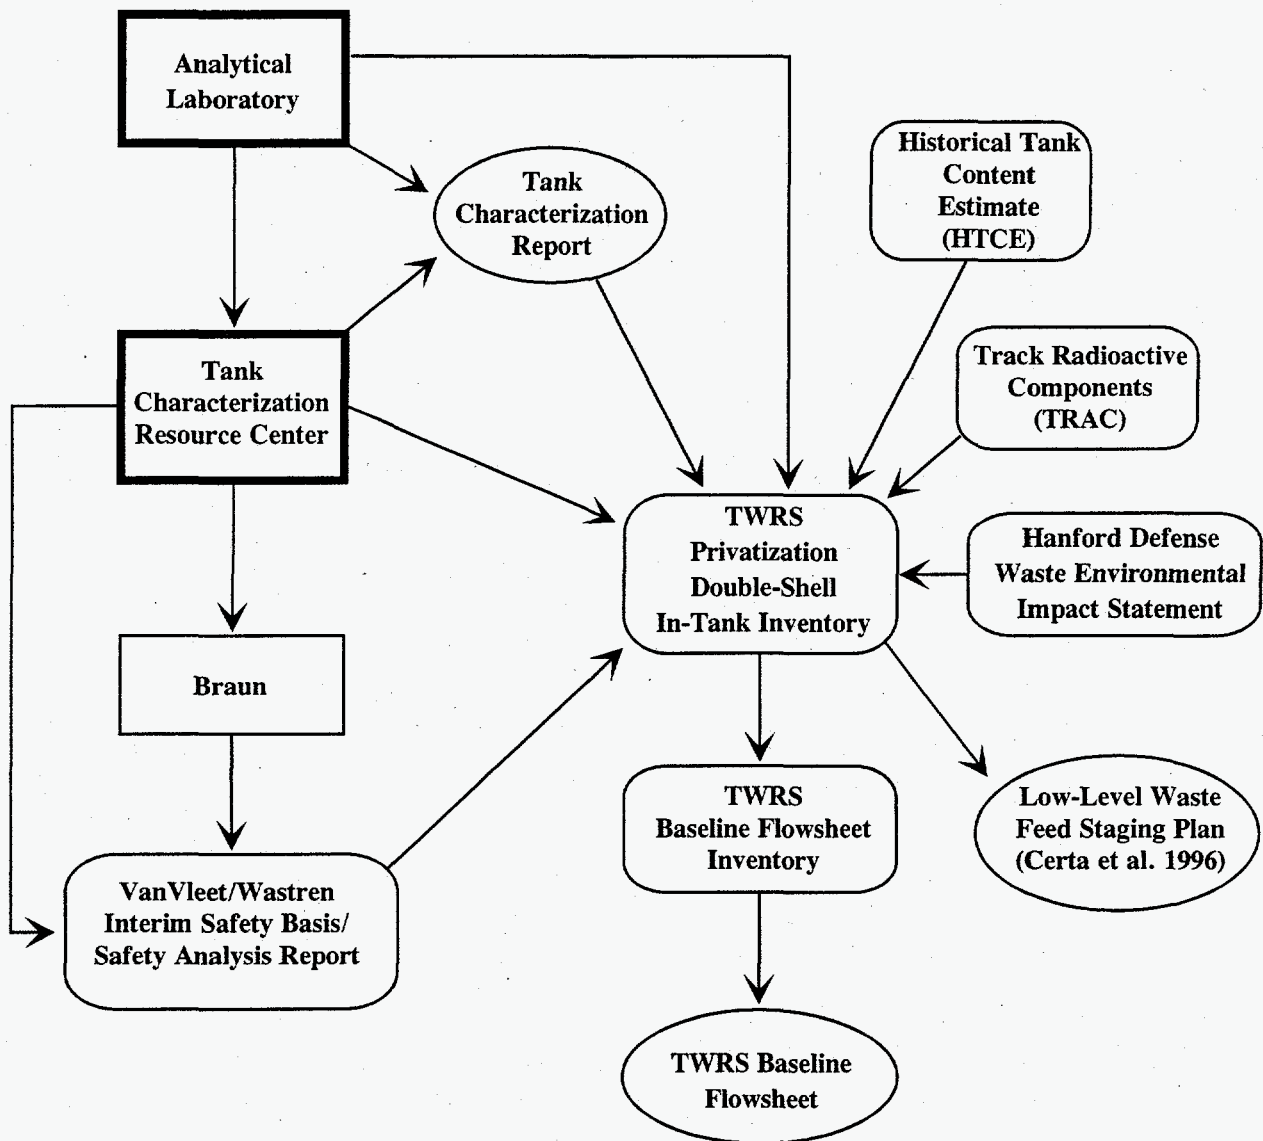 Analytical
Laboratory
Tank
Characterization
Report
Historical Tank
Content
Estimate
(HTCE)
Tank
Characterization
Resource Center
Track Radioactive
Components
(TRAC)
TWRS
Privatization
Double-Shell
In-Tank Inventory
Hanford Defense
Waste Environmental
Impact Statement
Braun
TWRS
Baseline Flowsheet
Inventory
Low-Level Waste
Feed Staging Plan
(Certa et al. 1996)
VanVleet/Wastren
Interim Safety Basis/
Safety Analysis Report
TWRS Baseline
Flowsheet